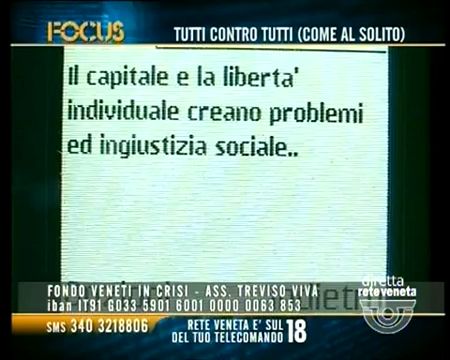 FOCUS
TUTTI CONTRO TUTTI (COME AL SOLITO)
Il capitale e la liberta'
individuale creano problemi
ed ingiustizia sociale..
FONDO VENETI IN CRISI - ASS. TREVISO VIVA
iban IT91 G033 5901 6001 0000 0063 853
diretta
reteveneta
SMS 340 3218806
RETE VENETA E' SUL
DEL TUO TELECOMANDO 18